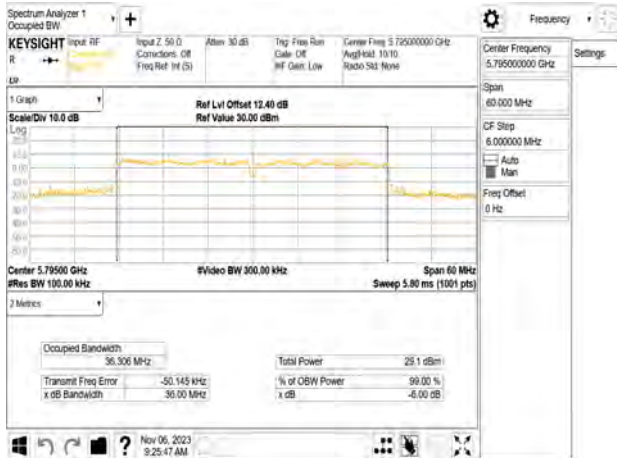 Spectrum Analyzer 1
Occupied BW
+
Frequency
KEYSIGHT Input: RF
R
Input Z: 50 Ω
Corrections: Off
Freq Ref: Int (S)
Atten: 30 dB
Trig: Free Run
Gate: Off
#IF Gain: Low
Center Freq: 5.795000000 GHz
Avg|Hold: 10/10
Radio Std: None
Center Frequency
5.795000000 GHz
Settings
Span
60.000 MHz
CF Step
6.000000 MHz
Auto
Man
Freq Offset
0 Hz
1 Graph
Scale/Div 10.0 dB
Ref Lvl Offset 12.40 dB
Ref Value 30.00 dBm
Log
Center 5.79500 GHz
#Res BW 100.00 kHz
#Video BW 300.00 kHz
Span 60 MHz
Sweep 5.80 ms (1001 pts)
2 Metrics
Occupied Bandwidth
36.306 MHz
Total Power 29.1 dBm
Transmit Freq Error -50.145 kHz
% of OBW Power 99.00 %
x dB Bandwidth 36.00 MHz
x dB -6.00 dB
?
Nov 06, 2023
9:25:47 AM